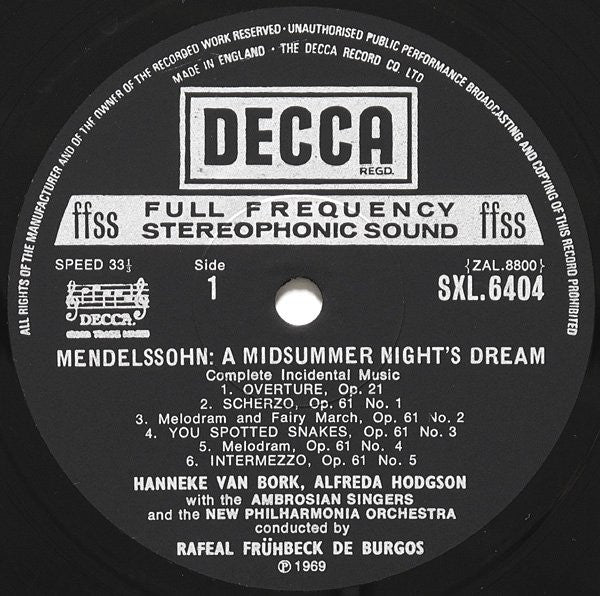 ALL RIGHTS OF THE MANUFACTURER AND OF THE OWNER OF THE RECORDED WORK RESERVED · UNAUTHORISED PUBLIC PERFORMANCE BROADCASTING AND COPYING OF THIS RECORD PROHIBITED
MADE IN ENGLAND · THE DECCA RECORD CO. LTD
DECCA
REGD.
ffss FULL FREQUENCY ffss
STEREOPHONIC SOUND
SPEED 33⅓ Side {ZAL.8800}
1 SXL.6404
DECCA.
MENDELSSOHN: A MIDSUMMER NIGHT'S DREAM
Complete Incidental Music
1. OVERTURE, Op. 21
2. SCHERZO, Op. 61 No. 1
3. Melodram and Fairy March, Op. 61 No. 2
4. YOU SPOTTED SNAKES, Op. 61 No. 3
5. Melodram, Op. 61 No. 4
6. INTERMEZZO, Op. 61 No. 5
HANNEKE VAN BORK, ALFREDA HODGSON
with the AMBROSIAN SINGERS
and the NEW PHILHARMONIA ORCHESTRA
conducted by
RAFEAL FRÜHBECK DE BURGOS
℗ 1969